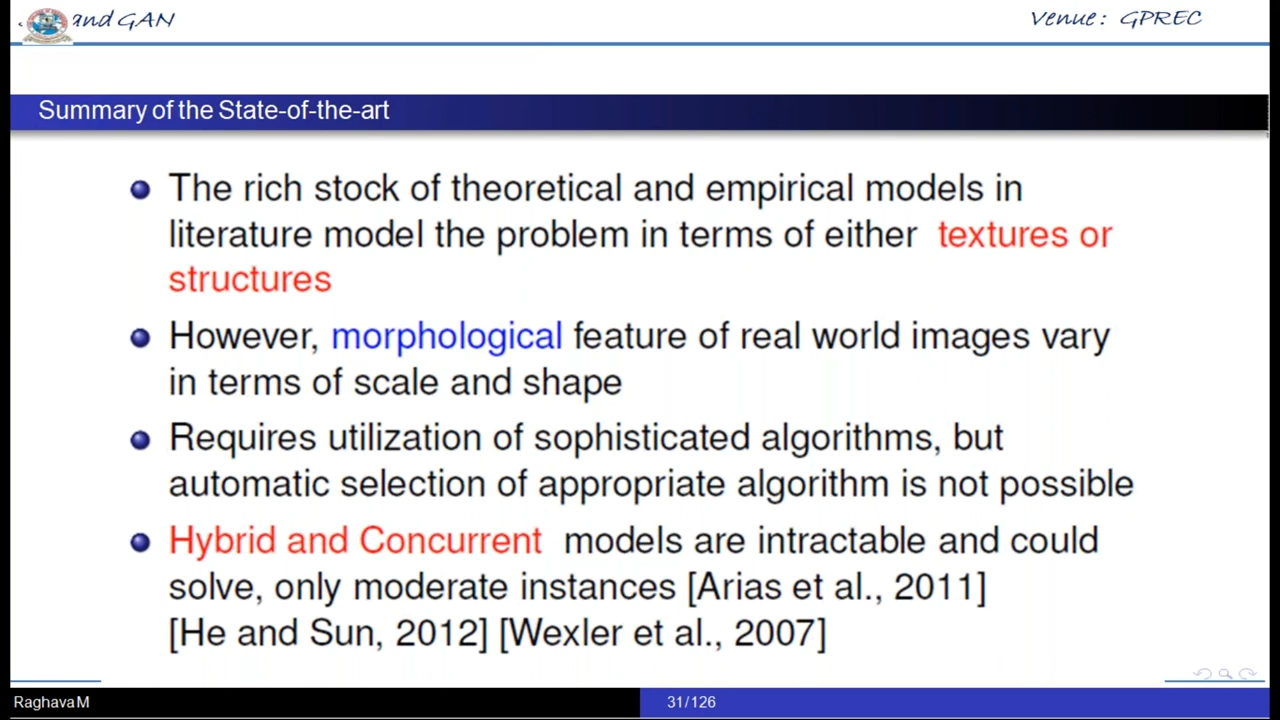 and GAN
Venue: GPREC
Summary of the State-of-the-art
The rich stock of theoretical and empirical models in
literature model the problem in terms of either textures or
structures
However, morphological feature of real world images vary
in terms of scale and shape
Requires utilization of sophisticated algorithms, but
automatic selection of appropriate algorithm is not possible
Hybrid and Concurrent models are intractable and could
solve, only moderate instances [Arias et al., 2011]
[He and Sun, 2012] [Wexler et al., 2007]
Raghava M
31/126